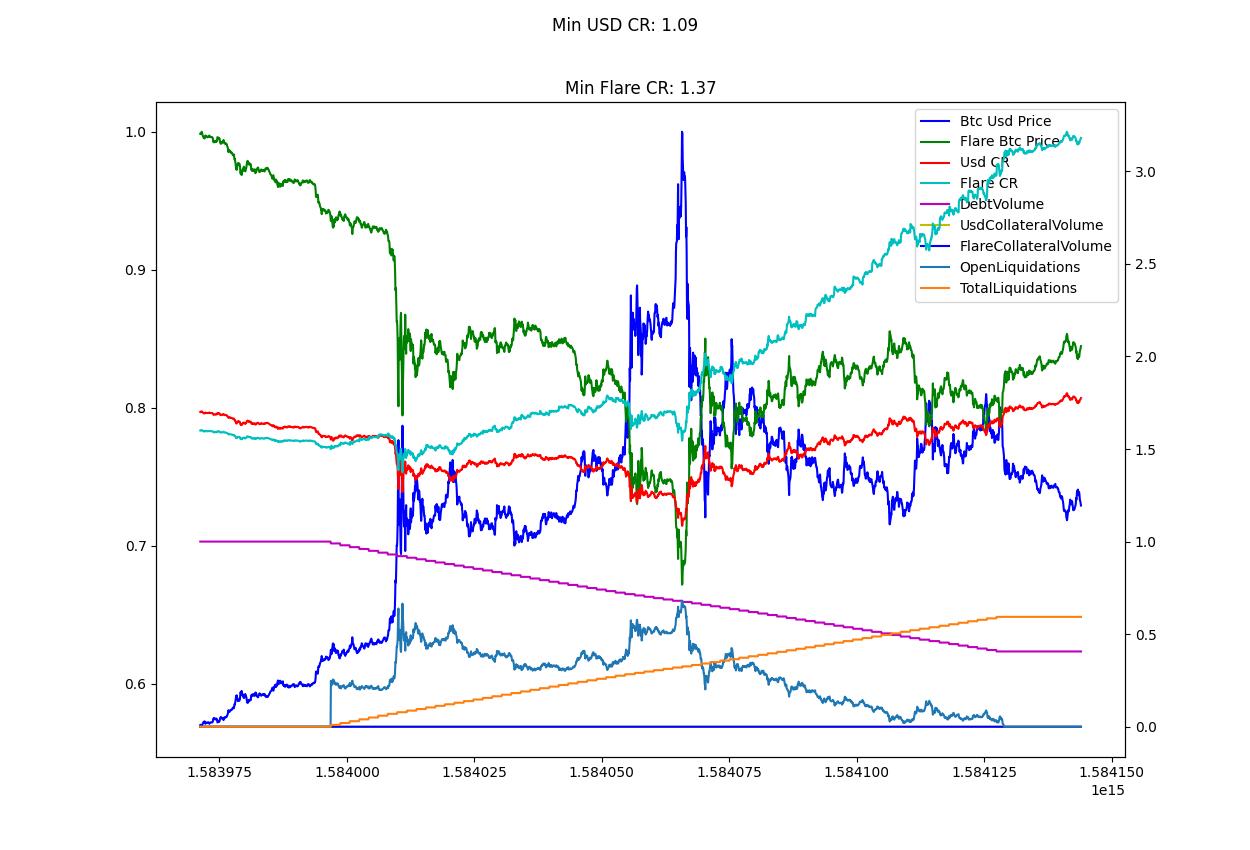 Min USD CR: 1.09
Min Flare CR: 1.37
Btc Usd Price
Flare Btc Price
Usd CR
Flare CR
DebtVolume
UsdCollateralVolume
FlareCollateralVolume
OpenLiquidations
TotalLiquidations
1.0
0.9
0.8
0.7
0.6
3.0
2.5
2.0
1.5
1.0
0.5
0.0
1.583975 1.584000 1.584025 1.584050 1.584075 1.584100 1.584125 1.584150
1e15